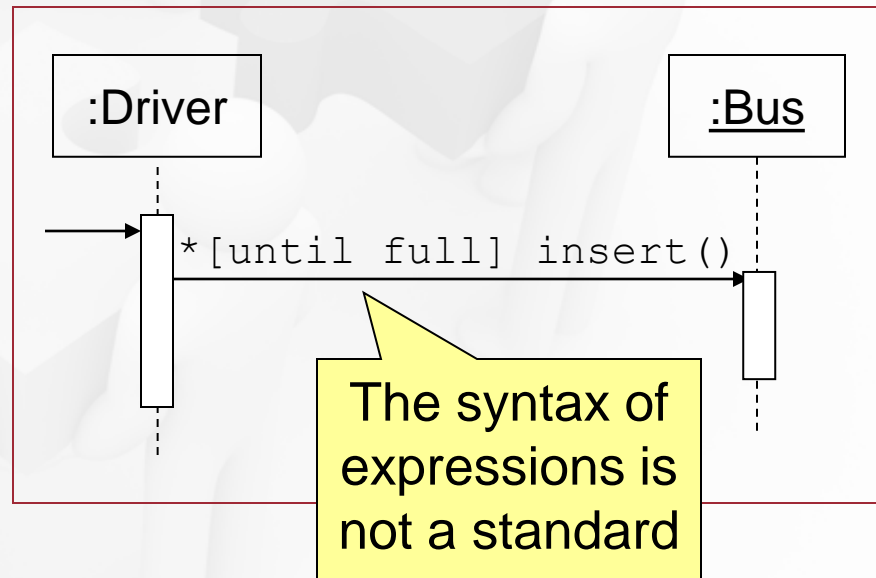 :Driver
:Bus
*[until full] insert()
The syntax of
expressions is
not a standard